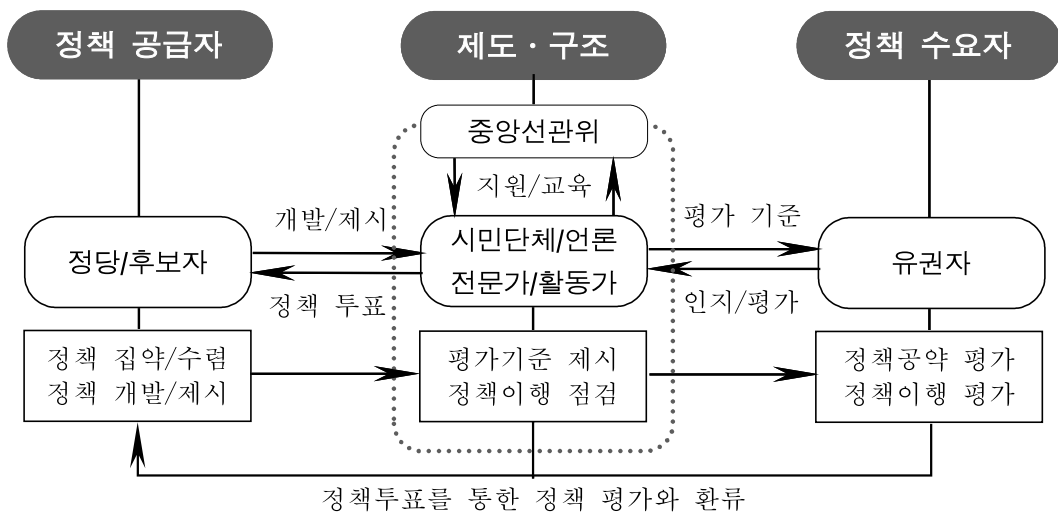 정책 공급자
제도 · 구조
정책 수요자
중앙선관위
지원/교육
개발/제시
평가 기준
정당/후보자
시민단체/언론
전문가/활동가
유권자
정책 투표
인지/평가
정책 집약/수렴
정책 개발/제시
평가기준 제시
정책이행 점검
정책공약 평가
정책이행 평가
정책투표를 통한 정책 평가와 환류